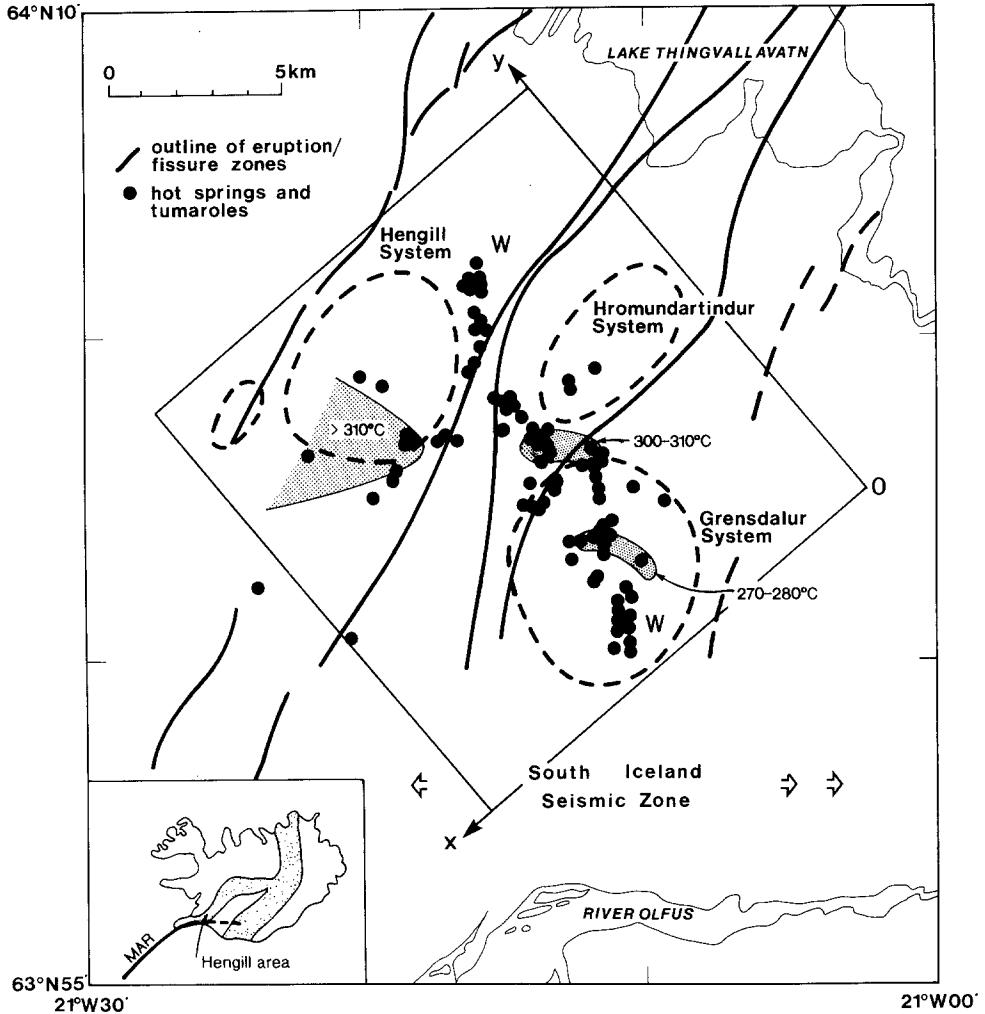 64°N10'
0 5km
y
LAKE THINGVALLAVATN
outline of eruption/
fissure zones
hot springs and
tumaroles
Hengill
System
W
Hromundartindur
System
> 310°C
300-310°C
O
Grensdalur
System
270-280°C
W
South Iceland
Seismic Zone
x
RIVER OLFUS
MAR
Hengill area
63°N55'
21°W30'
21°W00'